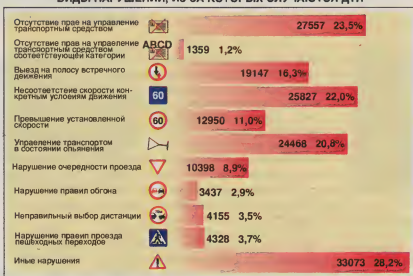 ВИДЫ НАРУШЕНИЙ, ИЗ-ЗА КОТОРЫХ СЛУЧАЮТСЯ ДТП
Отсутствие прав на управление
транспортным средством
27557 23,5%
Отсутствие прав на управление
транспортным средством
соответствующей категории
ABCD
1359 1,2%
Выезд на полосу встречного
движения
19147 16,3%
Несоответствие скорости кон-
кретным условиям движения
60
25827 22,0%
Превышение установленной
скорости
60
12950 11,0%
Управление транспортом
в состоянии опьянения
24468 20,8%
Нарушение очередности проезда
10398 8,9%
Нарушение правил обгона
3437 2,9%
Неправильный выбор дистанции
4155 3,5%
Нарушение правил проезда
пешеходных переходов
4328 3,7%
Иные нарушения
33073 28,2%